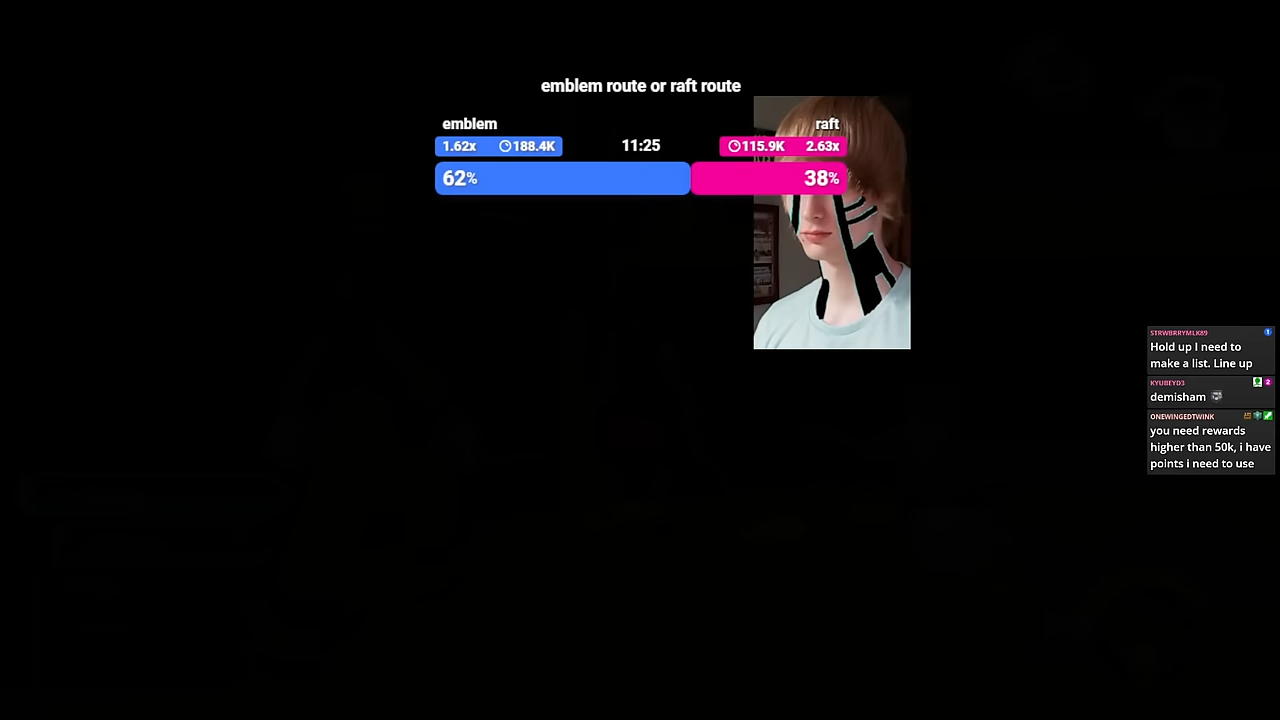 emblem route or raft route
emblem
raft
1.62x
188.4K
11:25
115.9K
2.63x
62%
38%
STRWBRRYMLK89
1
Hold up I need to
make a list. Line up
KYUBEYD3
2
demisham
ONEWINGEDTWINK
you need rewards
higher than 50k, i have
points i need to use